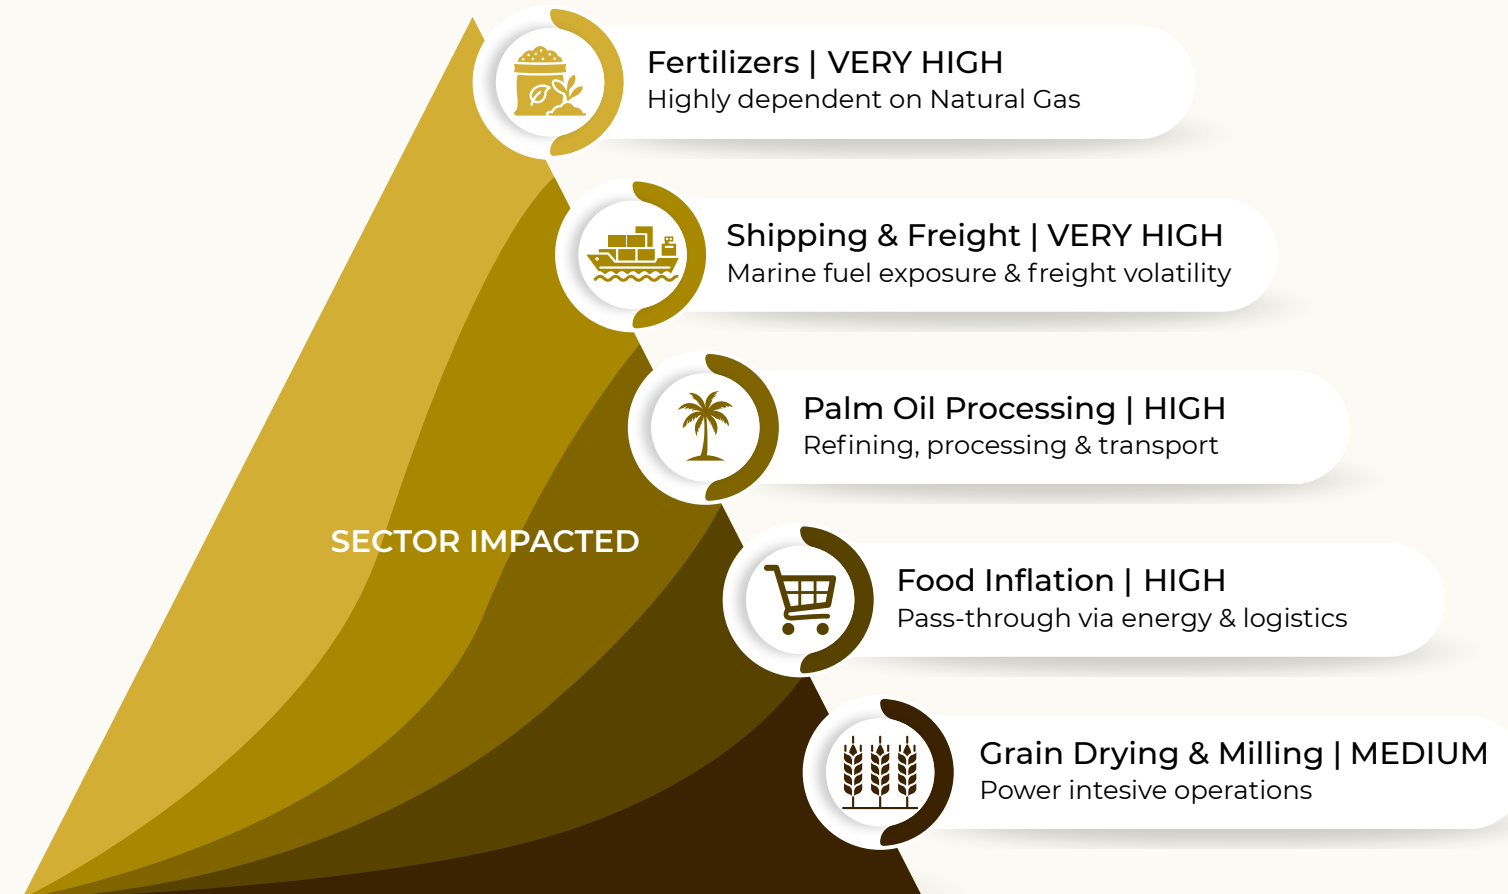 Fertilizers | VERY HIGH
Highly dependent on Natural Gas
Shipping & Freight | VERY HIGH
Marine fuel exposure & freight volatility
Palm Oil Processing | HIGH
Refining, processing & transport
SECTOR IMPACTED
Food Inflation | HIGH
Pass-through via energy & logistics
Grain Drying & Milling | MEDIUM
Power intesive operations